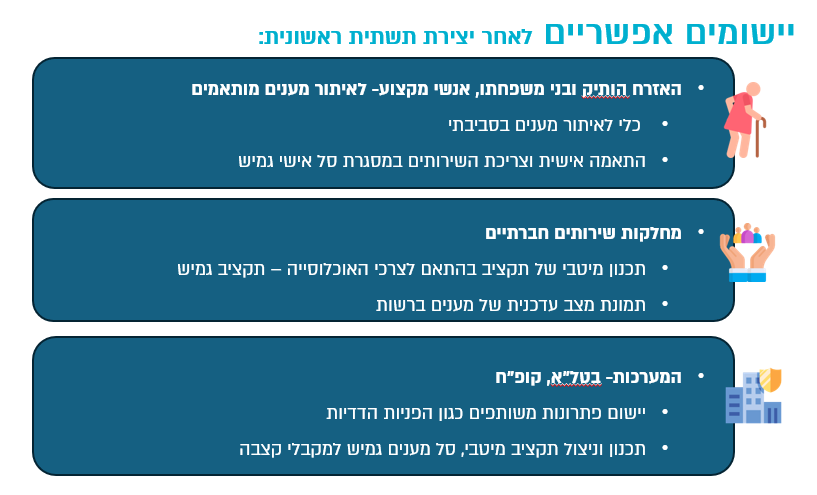 יישומים אפשריים לאחר יצירת תשתית ראשונית:
• האזרח הותיק ובני משפחתו, אנשי מקצוע- לאיתור מענים מותאמים
• כלי לאיתור מענים בסביבתי
• התאמה אישית וצריכת השירותים במסגרת סל אישי גמיש
• מחלקות שירותים חברתיים
• תכנון מיטבי של תקציב בהתאם לצרכי האוכלוסייה – תקציב גמיש
• תמונת מצב עדכנית של מענים ברשות
• המערכות- בטל"א, קופ"ח
• יישום פתרונות משותפים כגון הפניות הדדיות
• תכנון וניצול תקציב מיטבי, סל מענים גמיש למקבלי קצבה